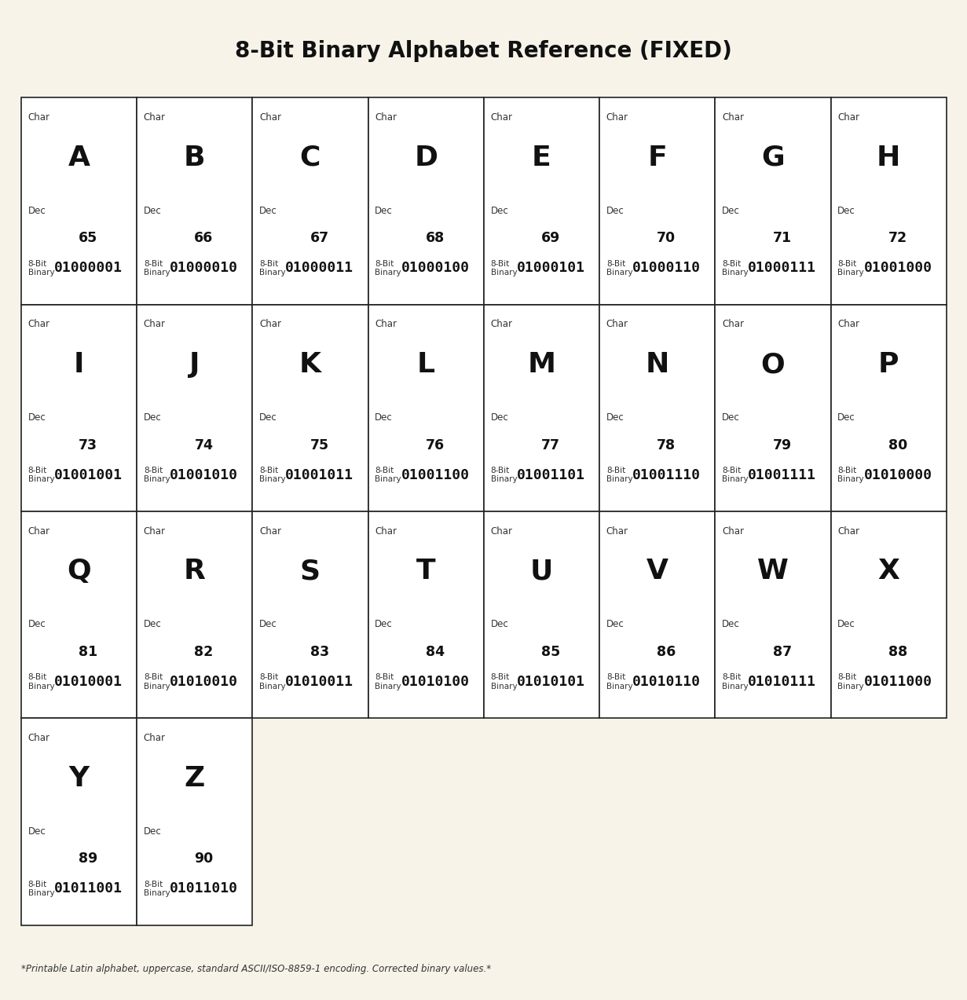 8-Bit Binary Alphabet Reference (FIXED)
Char Char Char Char Char Char Char Char
A B C D E F G H
Dec Dec Dec Dec Dec Dec Dec Dec
65 66 67 68 69 70 71 72
8-Bit Binary 01000001 8-Bit Binary 01000010 8-Bit Binary 01000011 8-Bit Binary 01000100 8-Bit Binary 01000101 8-Bit Binary 01000110 8-Bit Binary 01000111 8-Bit Binary 01001000
Char Char Char Char Char Char Char Char
I J K L M N O P
Dec Dec Dec Dec Dec Dec Dec Dec
73 74 75 76 77 78 79 80
8-Bit Binary 01001001 8-Bit Binary 01001010 8-Bit Binary 01001011 8-Bit Binary 01001100 8-Bit Binary 01001101 8-Bit Binary 01001110 8-Bit Binary 01001111 8-Bit Binary 01010000
Char Char Char Char Char Char Char Char
Q R S T U V W X
Dec Dec Dec Dec Dec Dec Dec Dec
81 82 83 84 85 86 87 88
8-Bit Binary 01010001 8-Bit Binary 01010010 8-Bit Binary 01010011 8-Bit Binary 01010100 8-Bit Binary 01010101 8-Bit Binary 01010110 8-Bit Binary 01010111 8-Bit Binary 01011000
Char Char
Y Z
Dec Dec
89 90
8-Bit Binary 01011001 8-Bit Binary 01011010
*Printable Latin alphabet, uppercase, standard ASCII/ISO-8859-1 encoding. Corrected binary values.*